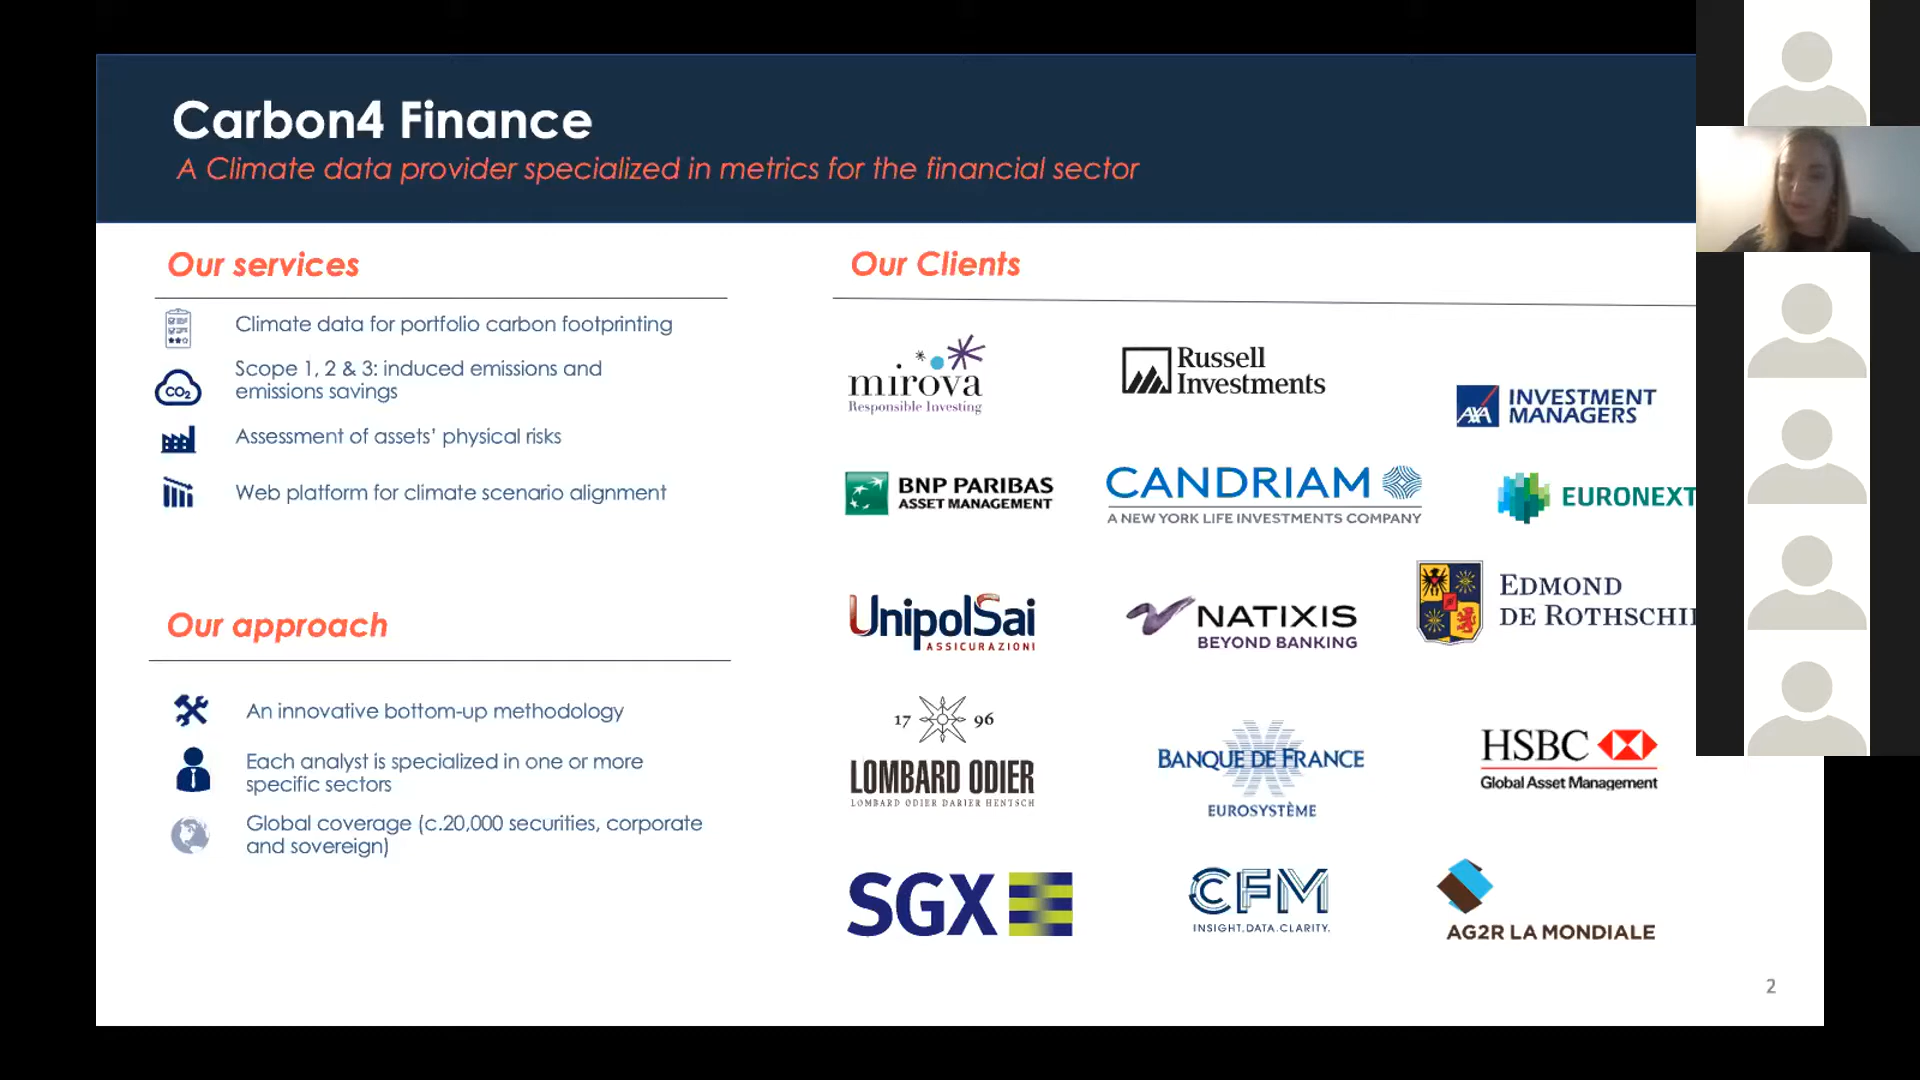 Carbon4 Finance
A Climate data provider specialized in metrics for the financial sector
Our services
Climate data for portfolio carbon footprinting
CO₂
Scope 1, 2 & 3: induced emissions and
emissions savings
Assessment of assets’ physical risks
Web platform for climate scenario alignment
Our approach
An innovative bottom-up methodology
Each analyst is specialized in one or more
specific sectors
Global coverage (c.20,000 securities, corporate
and sovereign)
Our Clients
mirova
Responsible Investing
Russell
Investments
AXA
INVESTMENT
MANAGERS
BNP PARIBAS
ASSET MANAGEMENT
CANDRIAM
A NEW YORK LIFE INVESTMENTS COMPANY
EURONEXT
UnipolSai
ASSICURAZIONI
NATIXIS
BEYOND BANKING
EDMOND
DE ROTHSCHI
17 96
LOMBARD ODIER
LOMBARD ODIER DARIER HENTSCH
BANQUE DE FRANCE
EUROSYSTÈME
HSBC
Global Asset Management
SGX
CFM
INSIGHT.DATA.CLARITY.
AG2R LA MONDIALE
2